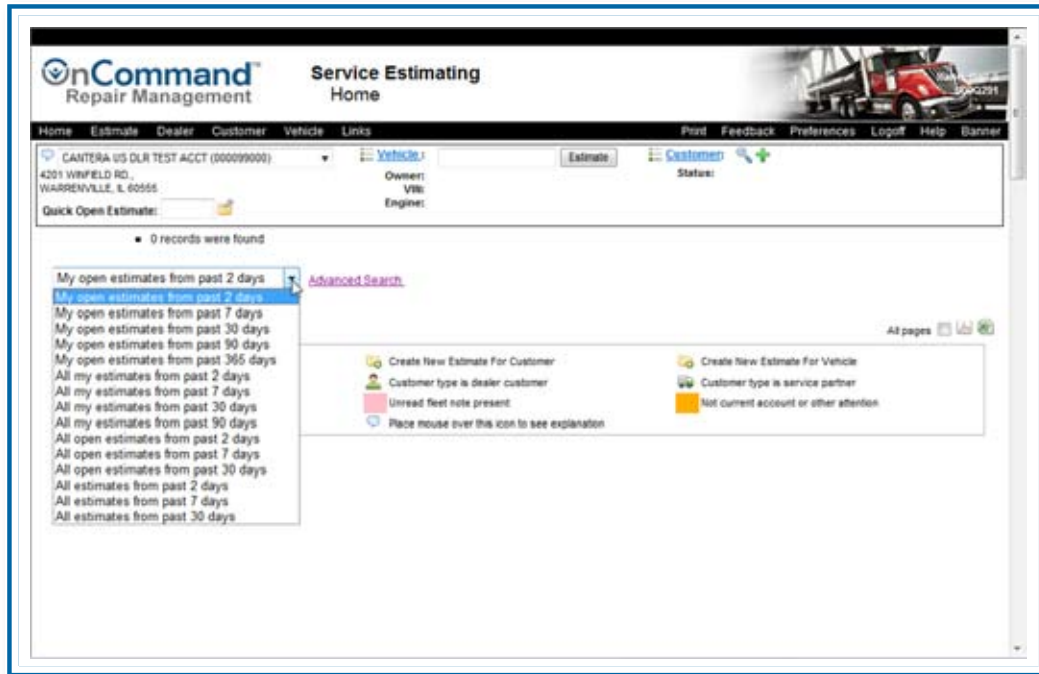 OnCommand™
Repair Management
Service Estimating
Home
Home Estimate Dealer Customer Vehicle Links Print Feedback Preferences Logoff Help Banner
CANTERA US DLR TEST ACCT (000099000)
4201 WINFIELD RD.,
WARRENVILLE, IL 60555
Quick Open Estimate:
Vehicle:
Estimate
Owner:
VIN:
Engine:
Customer:
Status:
0 records were found
My open estimates from past 2 days
Advanced Search
My open estimates from past 2 days
My open estimates from past 7 days
My open estimates from past 30 days
My open estimates from past 90 days
My open estimates from past 365 days
All my estimates from past 2 days
All my estimates from past 7 days
All my estimates from past 30 days
All my estimates from past 90 days
All open estimates from past 2 days
All open estimates from past 7 days
All open estimates from past 30 days
All estimates from past 2 days
All estimates from past 7 days
All estimates from past 30 days
All pages
Create New Estimate For Customer
Create New Estimate For Vehicle
Customer type is dealer customer
Customer type is service partner
Unread fleet note present
Not current account or other attention
Place mouse over this icon to see explanation